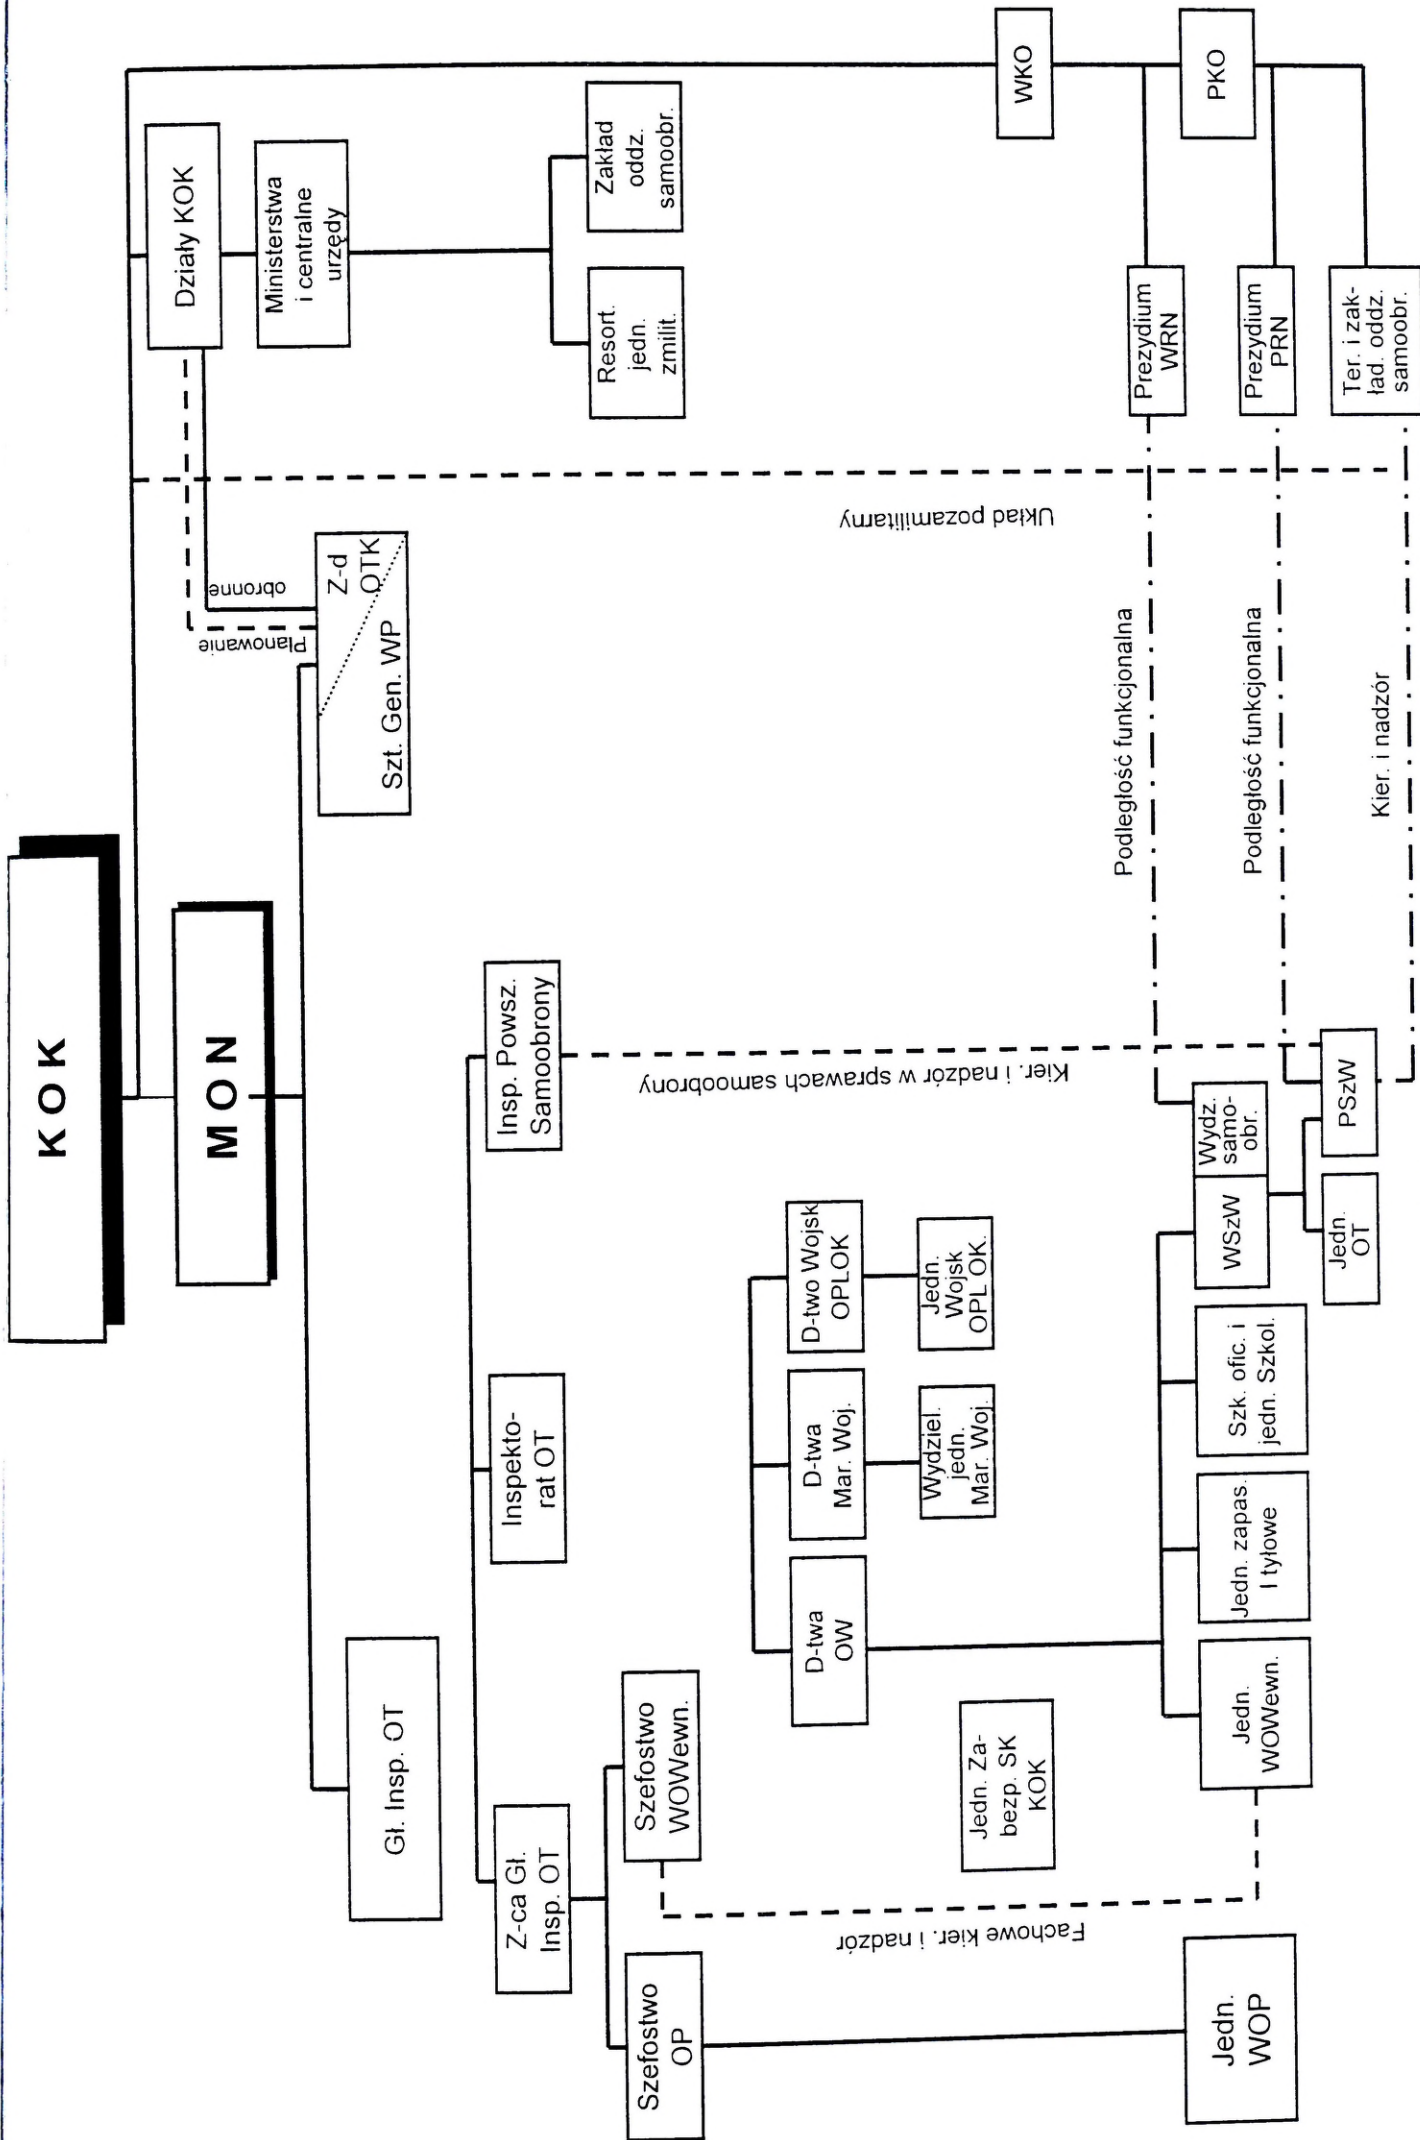 KOK
MON
Gł. Insp. OT
Z-d
OTK
Szt. Gen. WP
Planowanie
obronne
Działy KOK
Ministerstwa
i centralne
urzędy
Resort.
jedn.
zmilit.
Zakład
oddz.
samoobr.
Z-ca Gł.
Insp. OT
Inspekto-
rat OT
Insp. Powsz.
Samoobrony
Szefostwo
OP
Szefostwo
WOWewn.
D-twa
OW
D-twa
Mar. Woj.
D-two Wojsk
OPLOK
Wydziel.
jedn.
Mar. Woj.
Jedn.
Wojsk
OPL OK.
Jedn. Za-
bezp. SK
KOK
Fachowe kier. i nadzór
Kier. i nadzór w sprawach samoobrony
Układ pozamilitarny
WKO
PKO
Podległość funkcjonalna
Prezydium
WRN
Podległość funkcjonalna
Prezydium
PRN
Kier. i nadzór
Ter. i zak-
ład. oddz.
samoobr.
Jedn.
WOP
Jedn.
WOWewn.
Jedn. zapas.
I tyłowe
Szk. ofic. i
jedn. Szkol.
WSzW
Wydz.
samo-
obr.
Jedn.
OT
PSzW